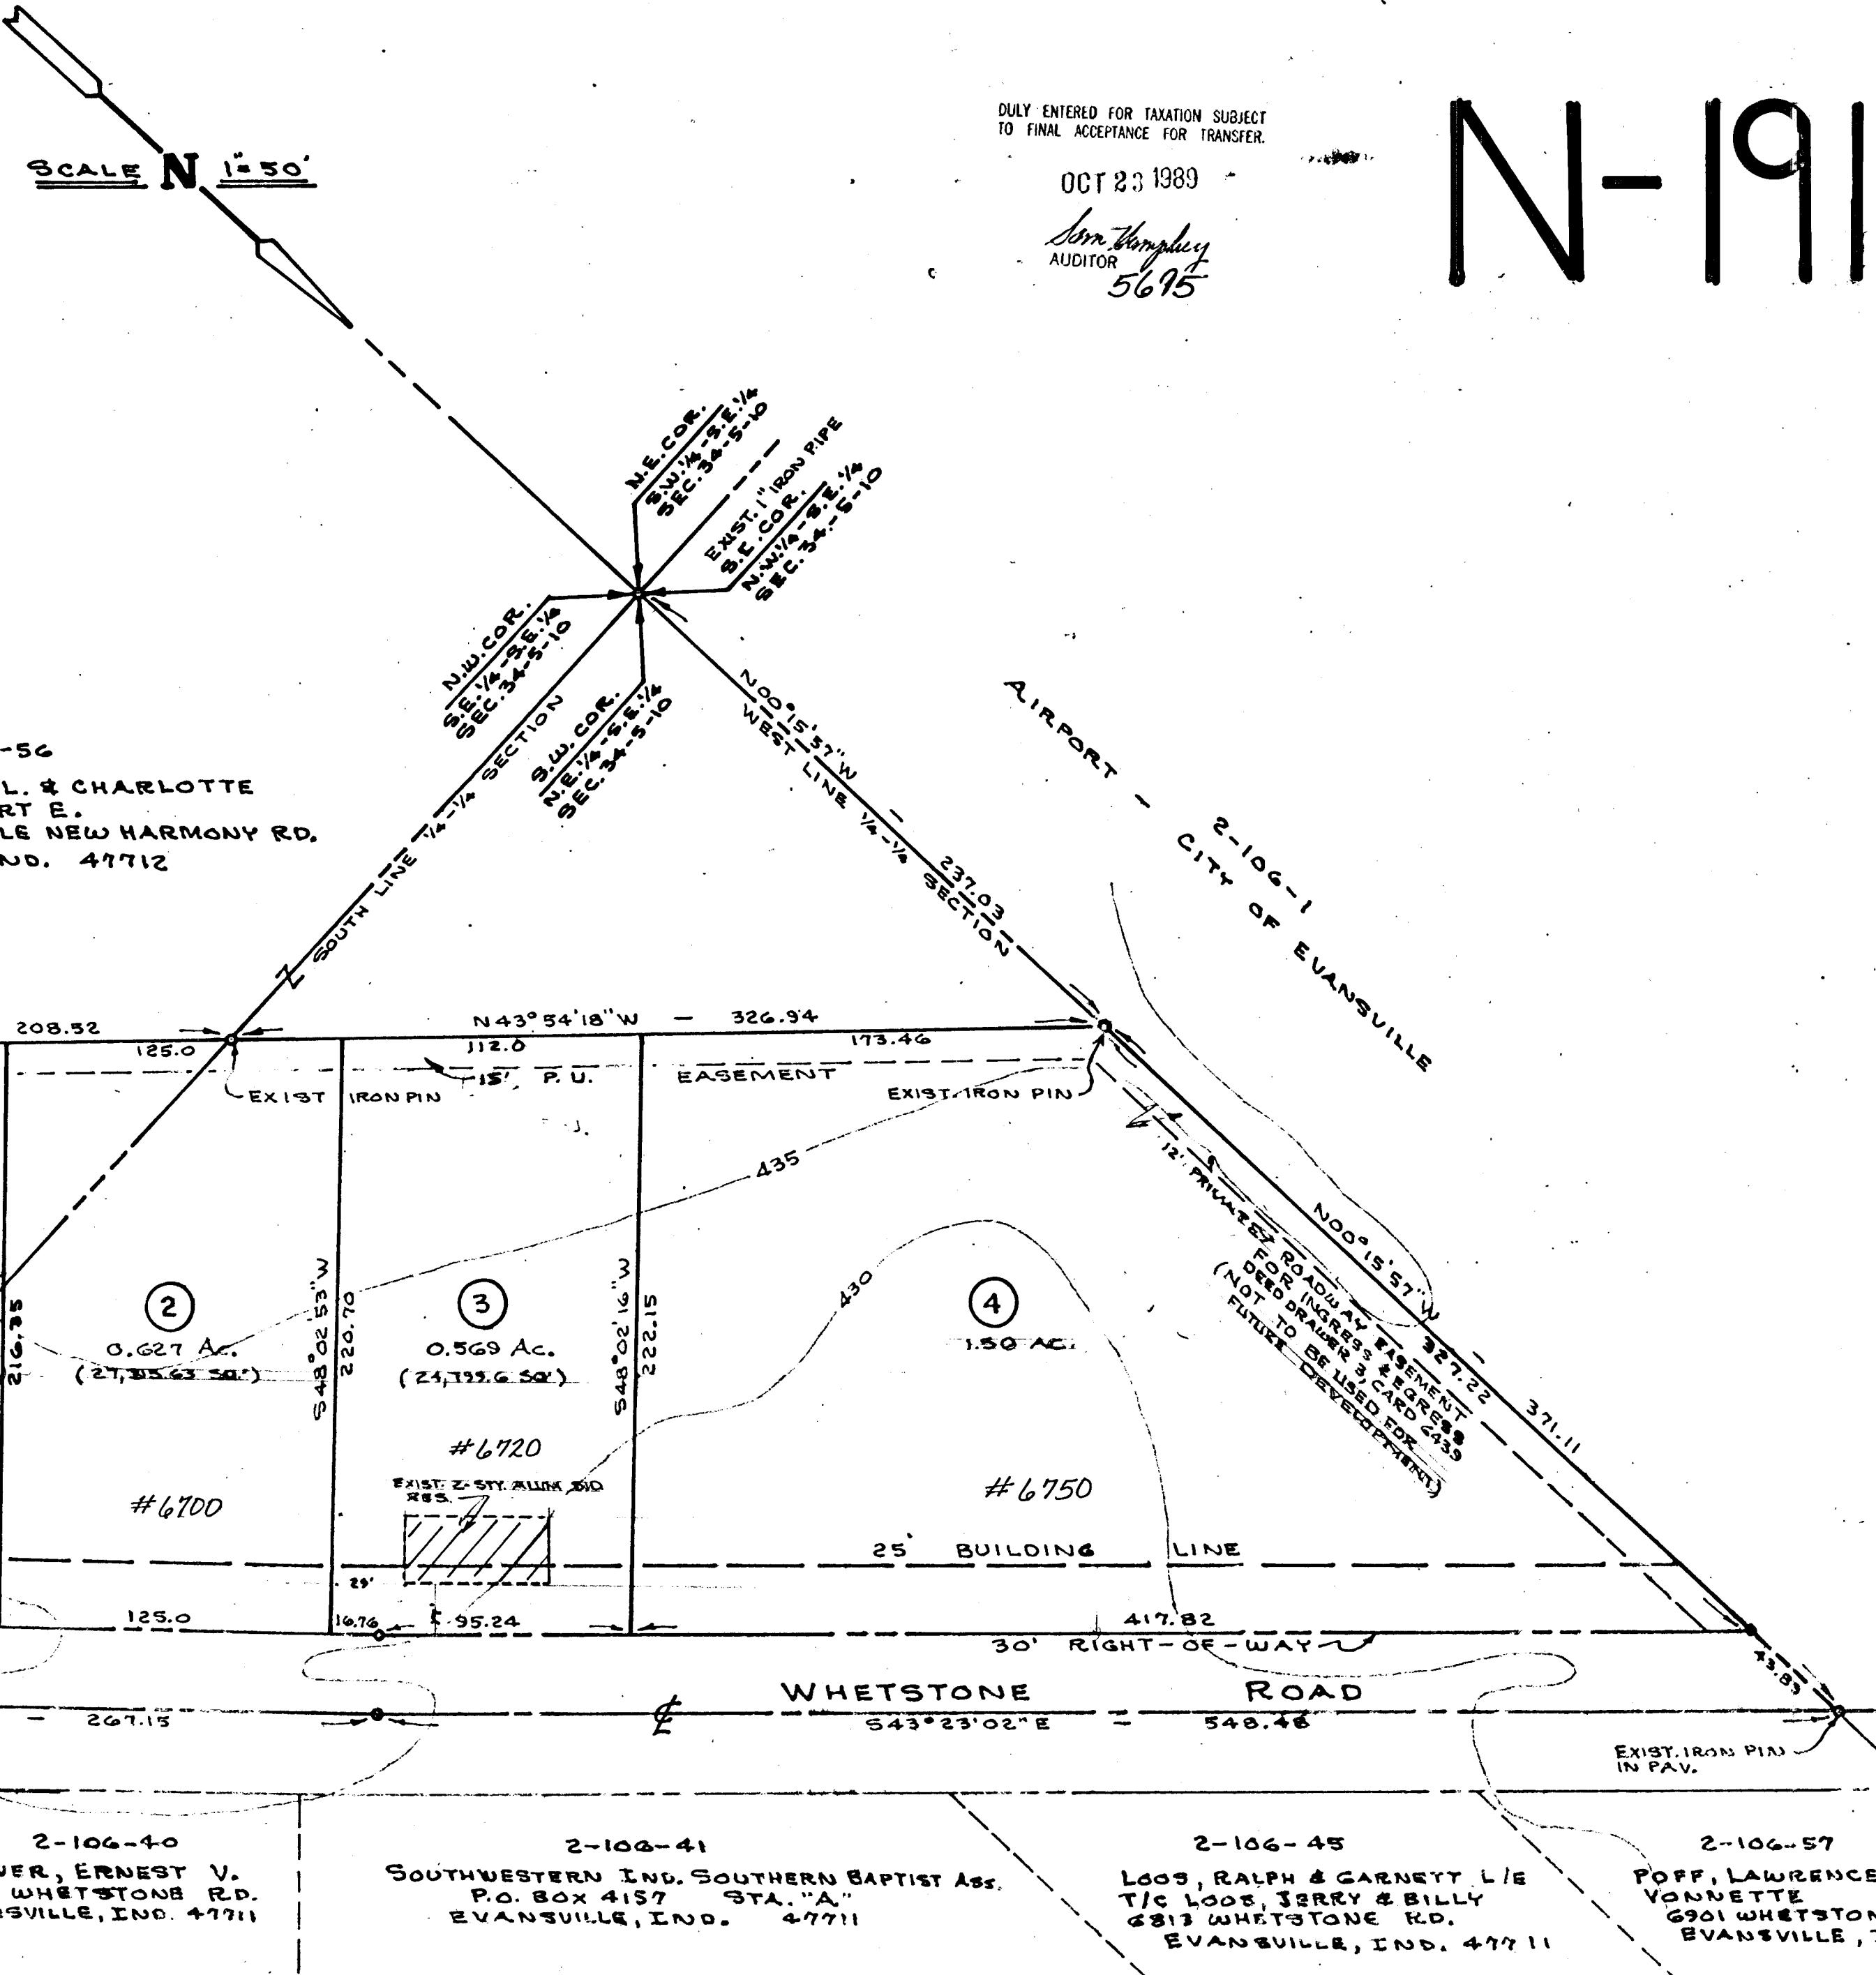 DULY ENTERED FOR TAXATION SUBJECT
TO FINAL ACCEPTANCE FOR TRANSFER.
OCT 23 1989
Sam Humphrey
AUDITOR
5675
N-191
SCALE N 1"=50'
N.E. COR.
S.W. 1/4 - S.E. 1/4
SEC. 34-5-10
EXIST. 1" IRON PIPE
S.E. COR.
N.W. 1/4 - S.E. 1/4
SEC. 34-5-10
N.W. COR.
S.E. 1/4 - S.E. 1/4
SEC. 34-5-10
S.W. COR.
N.E. 1/4 - S.E. 1/4
SEC. 34-5-10
SOUTH LINE 1/4-1/4 SECTION
N00°15'57"W - 237.03
WEST LINE 1/4-1/4 SECTION
AIRPORT - 2-106-1
CITY OF EVANSVILLE
-56
L. & CHARLOTTE
RT E.
LE NEW HARMONY RD.
ND. 47712
208.52
N43°54'18"W - 326.94
125.0
112.0
173.46
15' P. U. EASEMENT
EXIST IRON PIN
EXIST. IRON PIN
12' PRIVATE ROADWAY EASEMENT
FOR INGRESS & EGRESS
DEED DRAWER 3, CARD 6439
(NOT TO BE USED FOR
FUTURE DEVELOPMENT)
N00°15'57"W - 371.11
327.22
435
430
216.35
2
0.627 Ac.
#6700
S48°02'53"W
220.70
3
0.569 Ac.
(24,795.6 SQ')
#6720
EXIST. 2-STY. ALUM. SID
RES.
S48°02'16"W
222.15
4
1.50 AC.
#6750
25' BUILDING LINE
29'
125.0
16.76
95.24
417.82
30' RIGHT-OF-WAY
43.89
WHETSTONE ROAD
- 267.15
S43°23'02"E - 548.48
EXIST. IRON PIN
IN PAV.
2-106-40
VER, ERNEST V.
WHETSTONE RD.
SVILLE, IND. 47711
2-106-41
SOUTHWESTERN IND. SOUTHERN BAPTIST ASS.
P.O. BOX 4157 STA. "A"
EVANSVILLE, IND. 47711
2-106-45
LOOS, RALPH & GARNETT L/E
T/C LOOS, JERRY & BILLY
6813 WHETSTONE RD.
EVANSVILLE, IND. 47711
2-106-57
POFF, LAWRENCE
VONNETTE
6901 WHETSTON
EVANSVILLE,